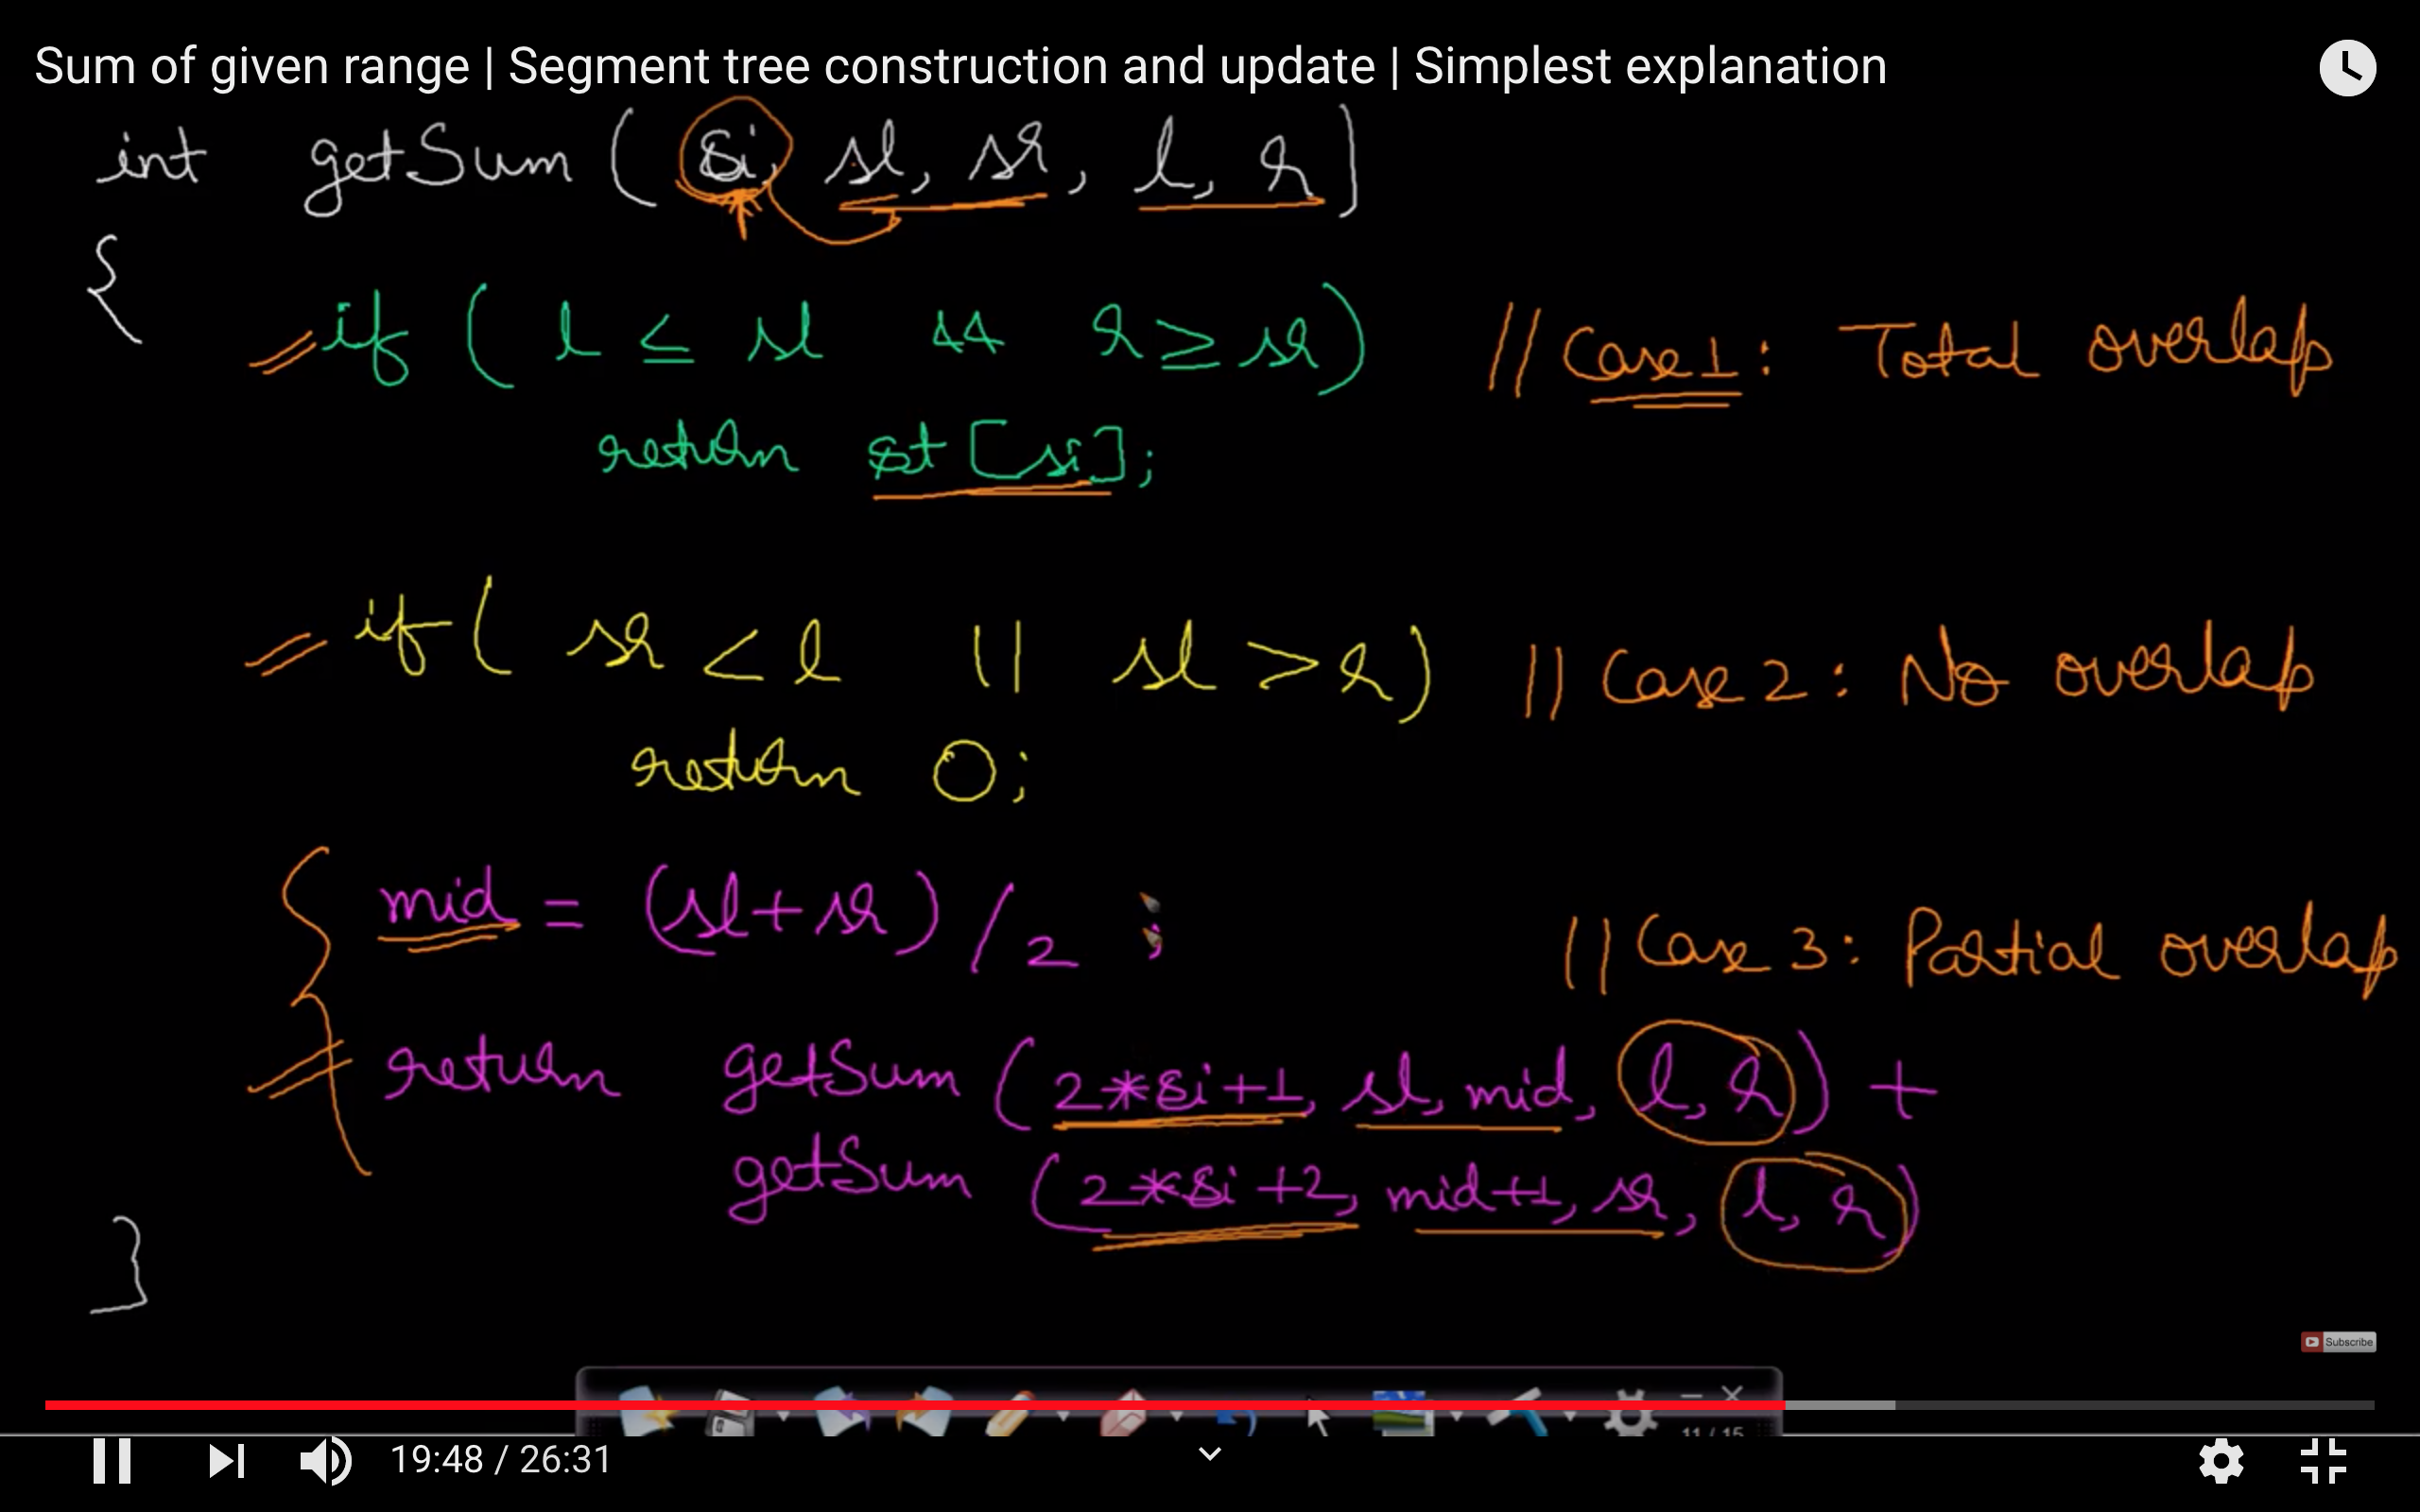 Sum of given range | Segment tree construction and update | Simplest explanation
int getSum ( si, sl, sr, l, r )
{
if ( l ≤ sl && r ≥ sr ) // Case 1 : Total overlap
return st [si];
if ( sr < l || sl > r ) // Case 2 : No overlap
return 0;
mid = (sl+sr) / 2 ;
// Case 3 : Partial overlap
return getSum ( 2*si+1, sl, mid, l, r ) +
getSum ( 2*si+2, mid+1, sr, l, r )
}
Subscribe
11 / 15
19:48 / 26:31